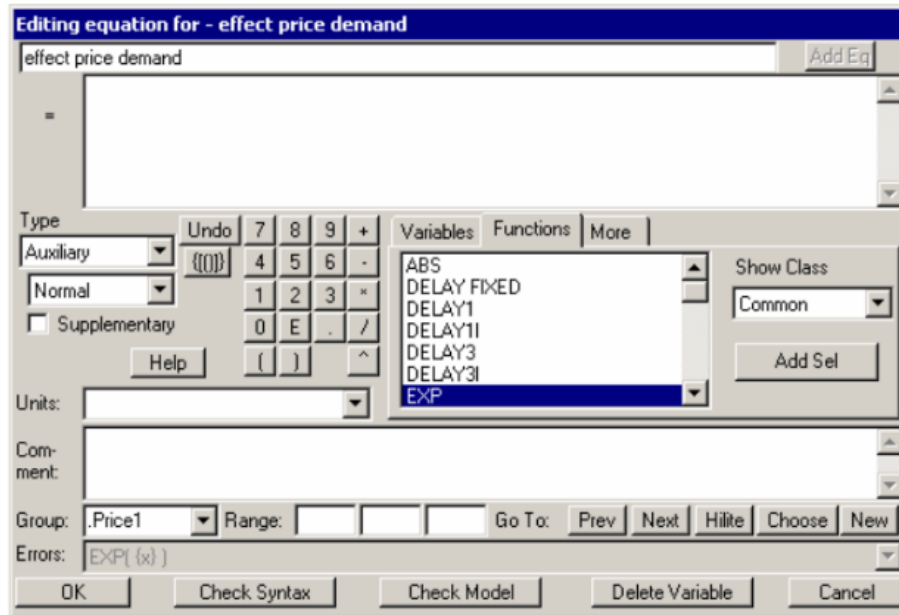 Editing equation for - effect price demand
effect price demand Add Eq
=
Type Undo 7 8 9 + Variables Functions More
Auxiliary {[()]} 4 5 6 - ABS Show Class
Normal 1 2 3 * DELAY FIXED Common
Supplementary 0 E . / DELAY1
Help ( ) ^ DELAY1I Add Sel
DELAY3
DELAY3I
EXP
Units:
Com-
ment:
Group: .Price1 Range: Go To: Prev Next Hilite Choose New
Errors: EXP( {x} )
OK Check Syntax Check Model Delete Variable Cancel